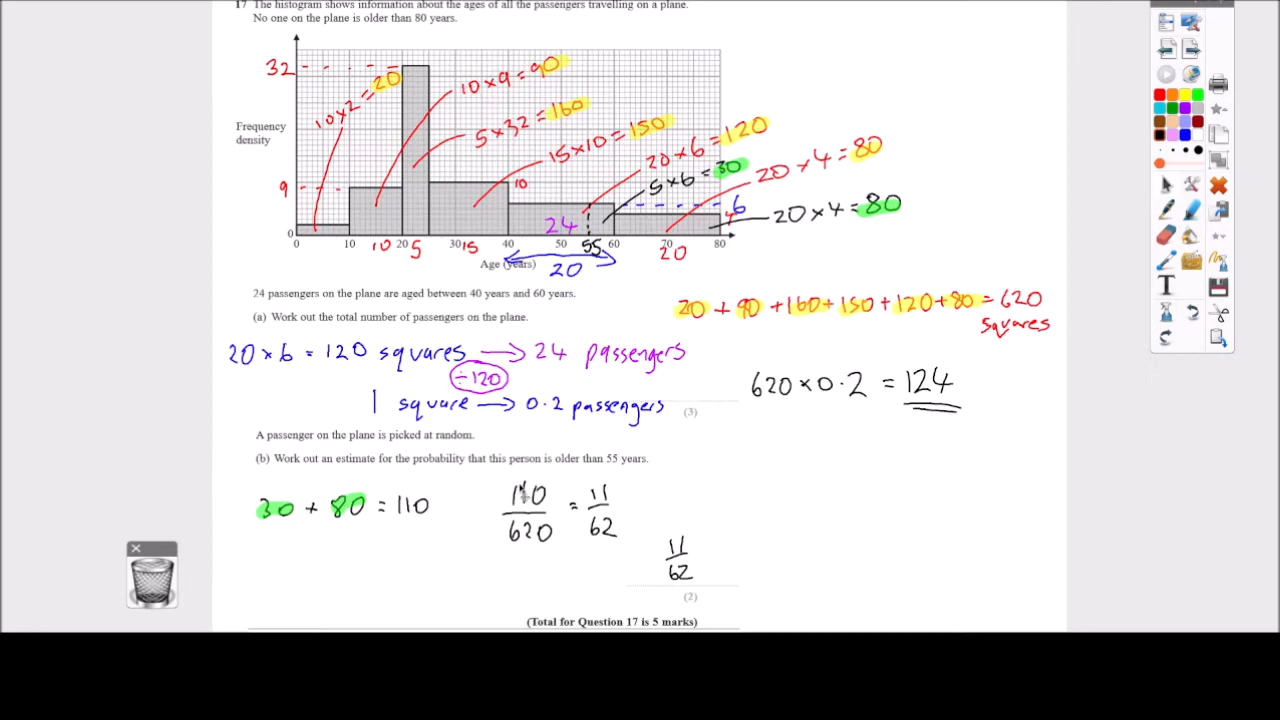 17 The histogram shows information about the ages of all the passengers travelling on a plane.
No one on the plane is older than 80 years.
32
10×2=20
10×9=90
5×32=160
15×10=150
20×6=120
5×6=30
20×4=80
20×4=80
Frequency
density
9
10
6
4
24
55
0
0 10 20 30 40 50 60 70 80
10 5 15 20
Age (years)
20
24 passengers on the plane are aged between 40 years and 60 years.
20 + 90 + 160 + 150 + 120 + 80 = 620
squares
(a) Work out the total number of passengers on the plane.
20×6 = 120 squares → 24 passengers
÷120
620×0.2 = 124
1 square → 0.2 passengers
(3)
A passenger on the plane is picked at random.
(b) Work out an estimate for the probability that this person is older than 55 years.
30 + 80 = 110
110/620 = 11/62
11/62
(2)
(Total for Question 17 is 5 marks)
T